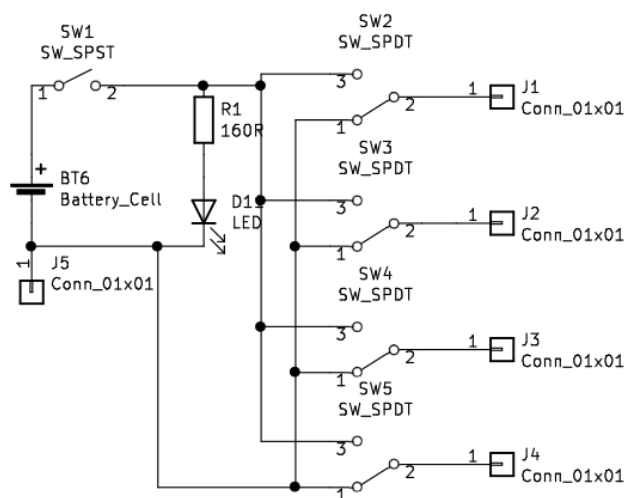 SW1
SW_SPST
1 2
R1
160R
BT6
Battery_Cell
D1
LED
J5
Conn_01x01
1
SW2
SW_SPDT
3
1 2
1
J1
Conn_01x01
SW3
SW_SPDT
3
1 2
1
J2
Conn_01x01
SW4
SW_SPDT
3
1 2
1
J3
Conn_01x01
SW5
SW_SPDT
3
1 2
1
J4
Conn_01x01